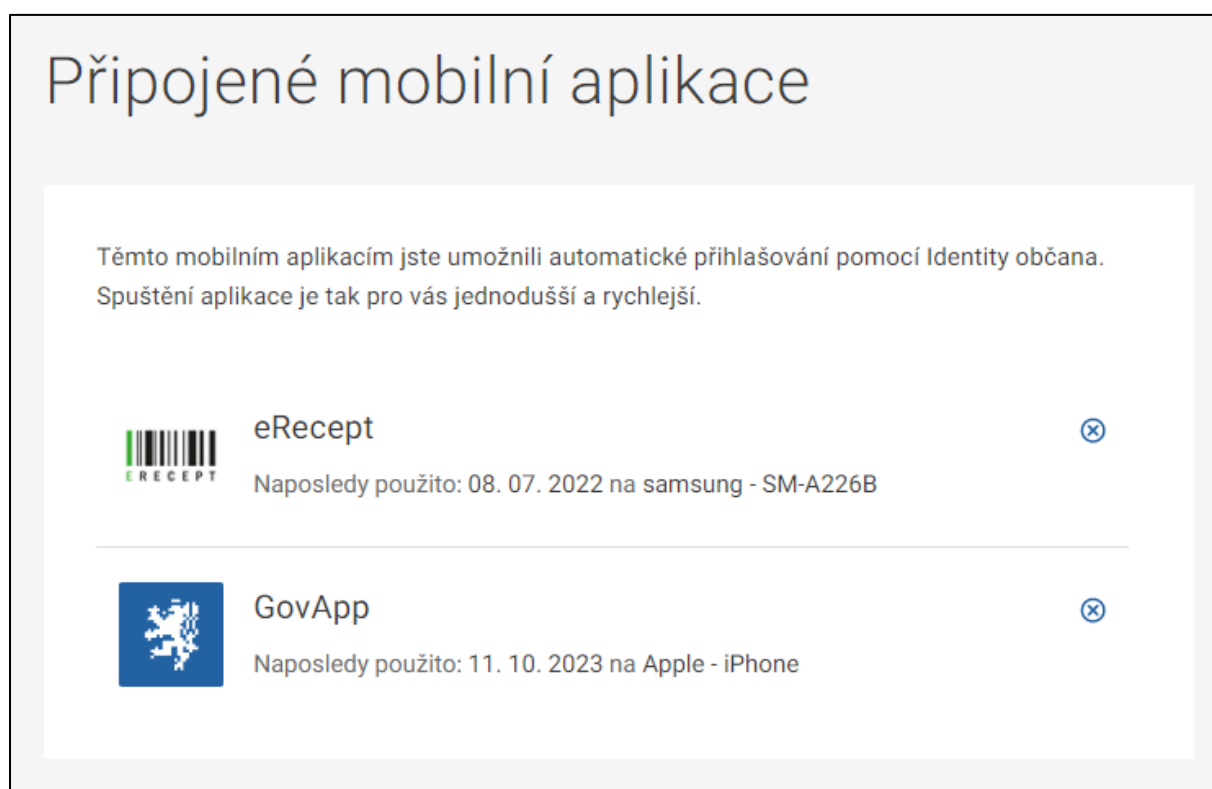 Připojené mobilní aplikace
Těmto mobilním aplikacím jste umožnili automatické přihlašování pomocí Identity občana.
Spuštění aplikace je tak pro vás jednodušší a rychlejší.
eRecept
ERECEPT
Naposledy použito: 08. 07. 2022 na samsung - SM-A226B
GovApp
Naposledy použito: 11. 10. 2023 na Apple - iPhone